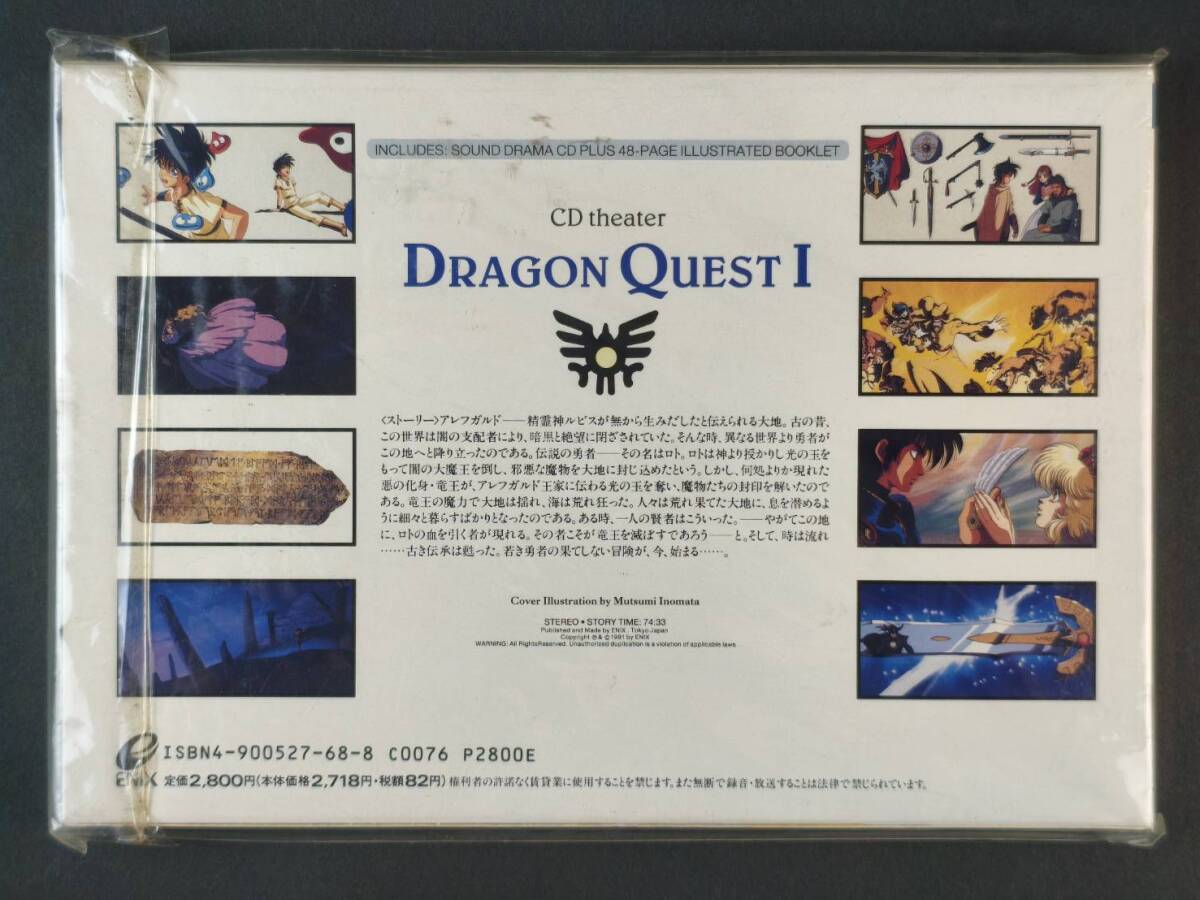 INCLUDES: SOUND DRAMA CD PLUS 48-PAGE ILLUSTRATED BOOKLET
CD theater
DRAGON QUEST I
〈ストーリー〉アレフガルド――精霊神ルビスが無から生みだしたと伝えられる大地。古の昔、
この世界は闇の支配者により、暗黒と絶望に閉ざされていた。そんな時、異なる世界より勇者が
この地へと降り立ったのである。伝説の勇者――その名はロト。ロトは神より授かりし光の玉を
もって闇の大魔王を倒し、邪悪な魔物を大地に封じ込めたという。しかし、何処よりか現れた
悪の化身・竜王が、アレフガルド王家に伝わる光の玉を奪い、魔物たちの封印を解いたので
ある。竜王の魔力で大地は揺れ、海は荒れ狂った。人々は荒れ果てた大地に、息を潜めるよ
うに細々と暮らすばかりとなったのである。ある時、一人の賢者はこういった。――やがてこの地
に、ロトの血を引く者が現れる。その者こそが竜王を滅ぼすであろう――と。そして、時は流れ
……古き伝承は甦った。若き勇者の果てしない冒険が、今、始まる……。
Cover Illustration by Mutsumi Inomata
STEREO • STORY TIME: 74:33
Published and Made by ENIX . Tokyo Japan
Copyright ℗& ©1991 by ENIX
WARNING: All RightsReserved. Unauthorized duplication is a violation of applicable laws.
ISBN4-900527-68-8 C0076 P2800E
ENIX 定価2,800円(本体価格2,718円・税額82円) 権利者の許諾なく賃貸業に使用することを禁じます。また無断で録音・放送することは法律で禁じられています。